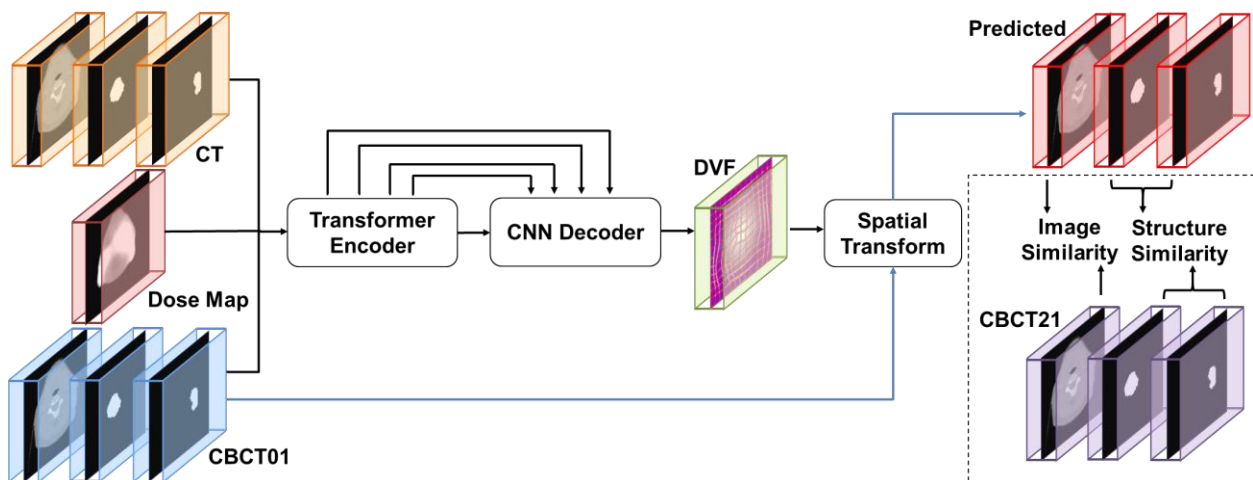 Predicted
CT
DVF
Transformer
Encoder
CNN Decoder
Spatial
Transform
Image
Similarity
Structure
Similarity
Dose Map
CBCT21
CBCT01